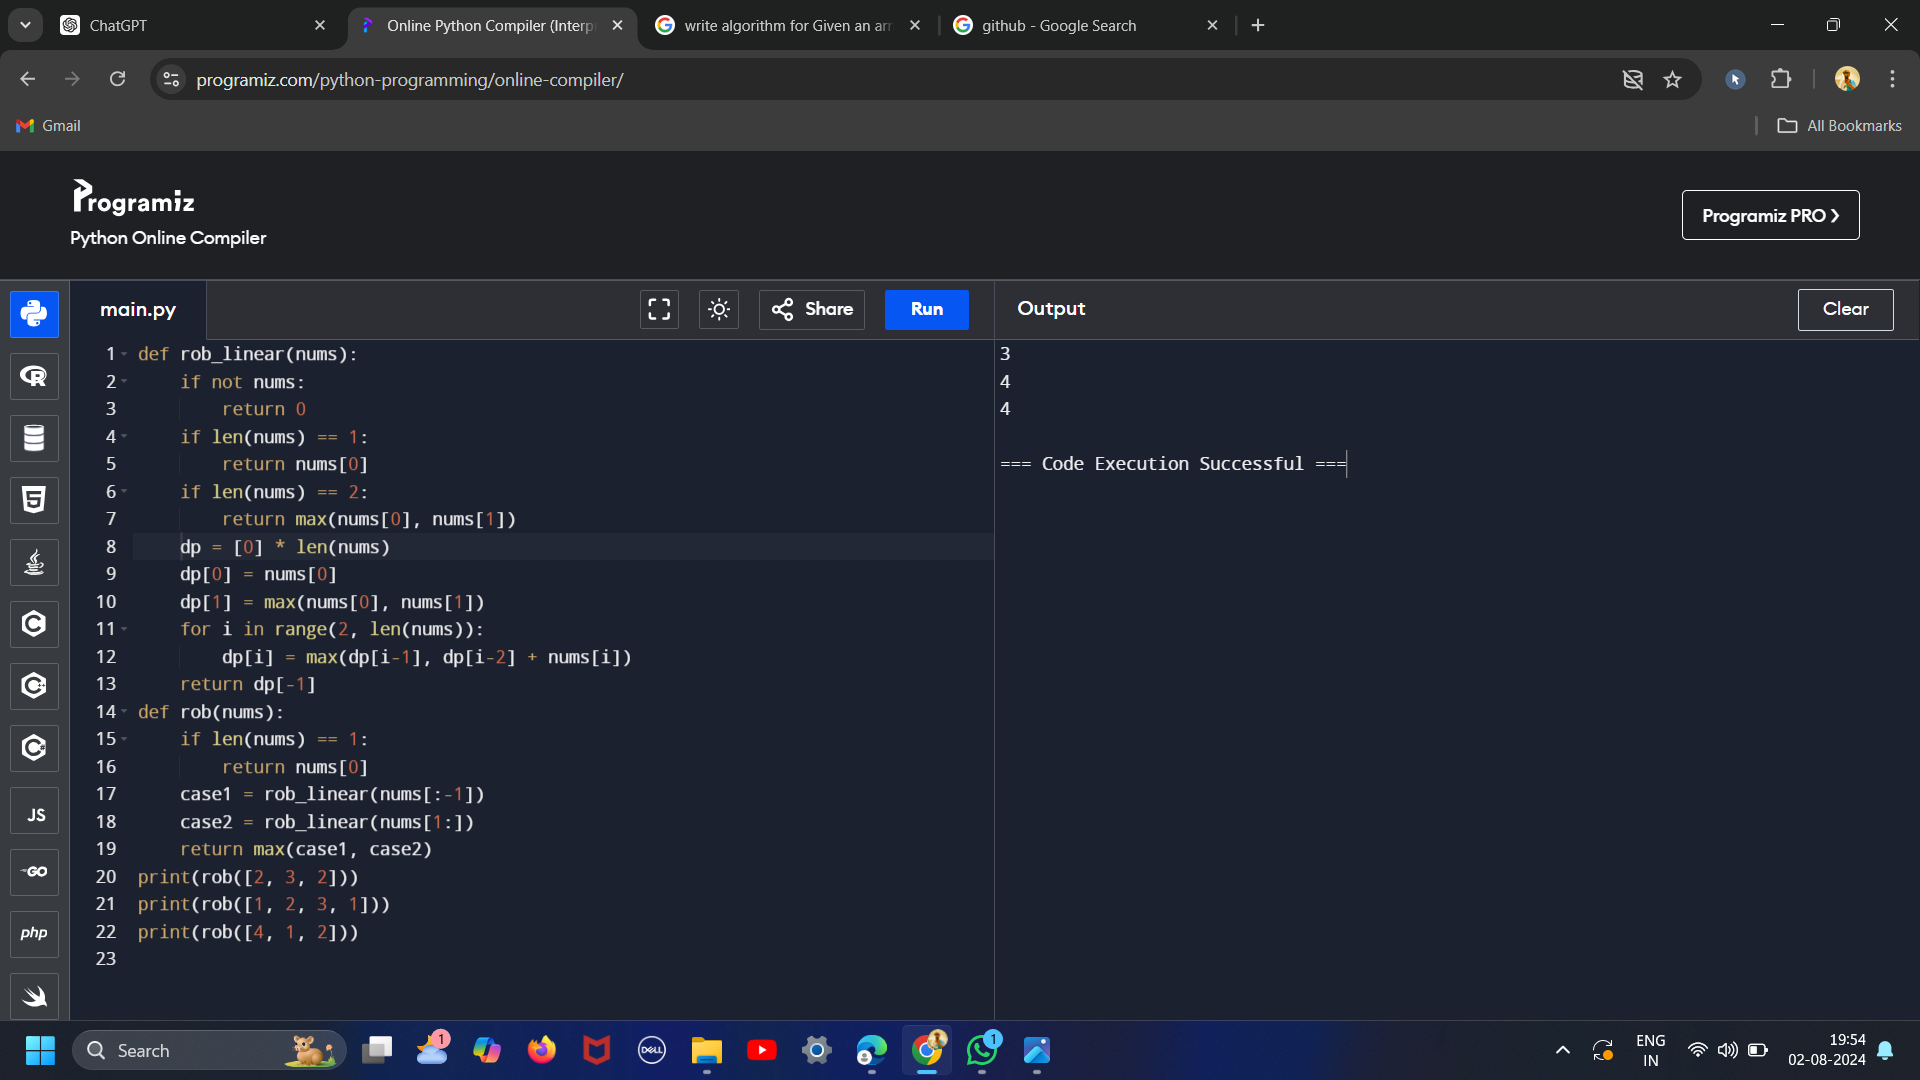 ChatGPT
Online Python Compiler (Interp
write algorithm for Given an arr
github - Google Search
programiz.com/python-programming/online-compiler/
Gmail
All Bookmarks
Programiz
Python Online Compiler
Programiz PRO ❯
main.py
Share
Run
Output
Clear
1 def rob_linear(nums):
2     if not nums:
3         return 0
4     if len(nums) == 1:
5         return nums[0]
6     if len(nums) == 2:
7         return max(nums[0], nums[1])
8     dp = [0] * len(nums)
9     dp[0] = nums[0]
10     dp[1] = max(nums[0], nums[1])
11     for i in range(2, len(nums)):
12         dp[i] = max(dp[i-1], dp[i-2] + nums[i])
13     return dp[-1]
14 def rob(nums):
15     if len(nums) == 1:
16         return nums[0]
17     case1 = rob_linear(nums[:-1])
18     case2 = rob_linear(nums[1:])
19     return max(case1, case2)
20 print(rob([2, 3, 2]))
21 print(rob([1, 2, 3, 1]))
22 print(rob([4, 1, 2]))
23
3
4
4
=== Code Execution Successful ===
R
5
C
C
C
JS
GO
php
Search
1
DELL
1
ENG
IN
19:54
02-08-2024